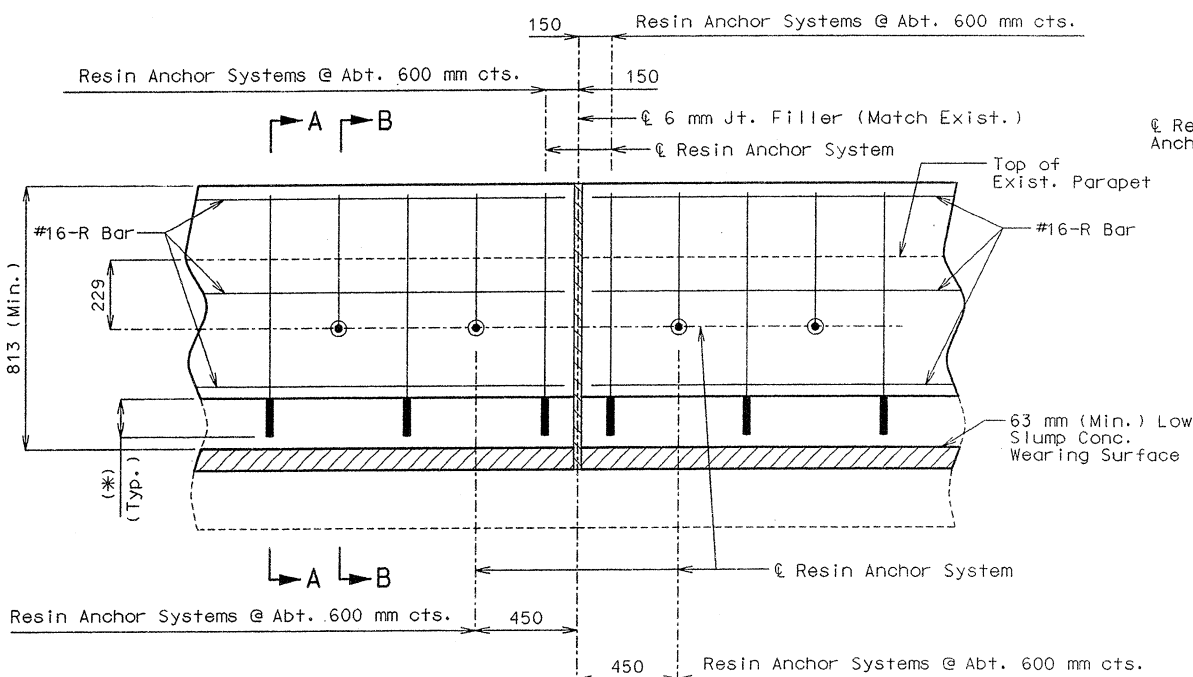 150
Resin Anchor Systems @ Abt. 600 mm cts.
Resin Anchor Systems @ Abt. 600 mm cts.
150
A
B
℄ 6 mm Jt. Filler (Match Exist.)
℄ Resin Anchor System
℄ Re
Anch
Top of
Exist. Parapet
#16-R Bar
#16-R Bar
229
813 (Min.)
63 mm (Min.) Low
Slump Conc.
Wearing Surface
(*)
(Typ.)
A
B
℄ Resin Anchor System
Resin Anchor Systems @ Abt. 600 mm cts.
450
450
Resin Anchor Systems @ Abt. 600 mm cts.